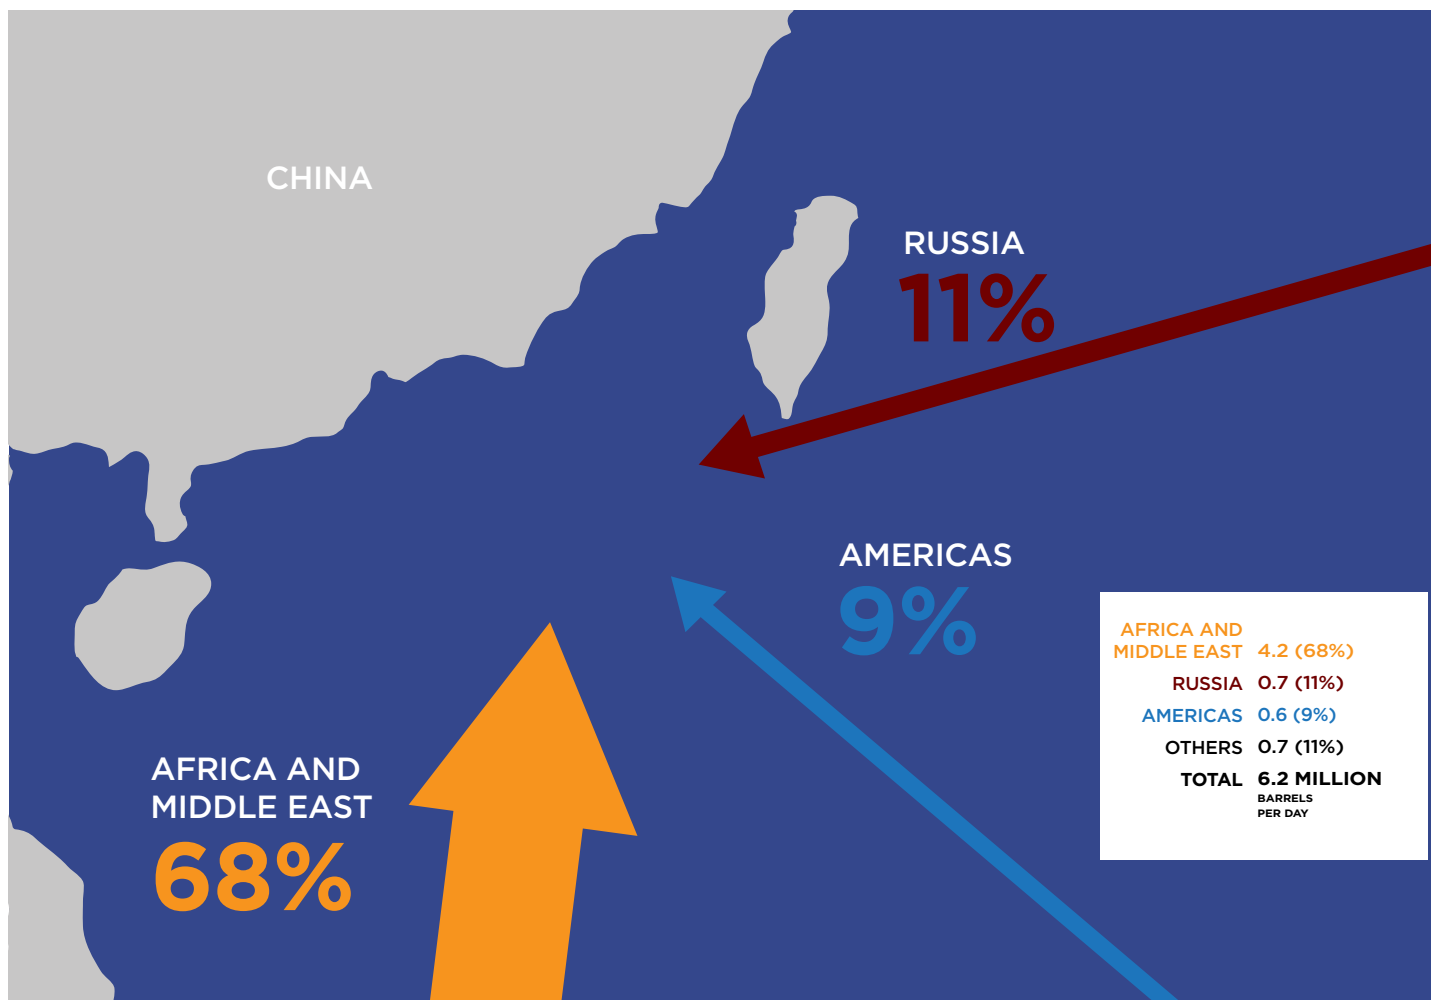 CHINA
RUSSIA
11%
AMERICAS
9%
AFRICA AND
MIDDLE EAST
68%
AFRICA AND
MIDDLE EAST 4.2 (68%)
RUSSIA 0.7 (11%)
AMERICAS 0.6 (9%)
OTHERS 0.7 (11%)
TOTAL 6.2 MILLION
BARRELS
PER DAY